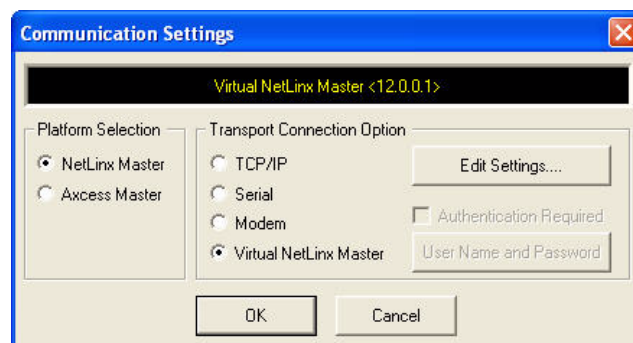 Communication Settings
Virtual NetLinx Master <12.0.0.1>
Platform Selection
NetLinx Master
Axcess Master
Transport Connection Option
TCP/IP
Serial
Modem
Virtual NetLinx Master
Edit Settings....
Authentication Required
User Name and Password
OK
Cancel